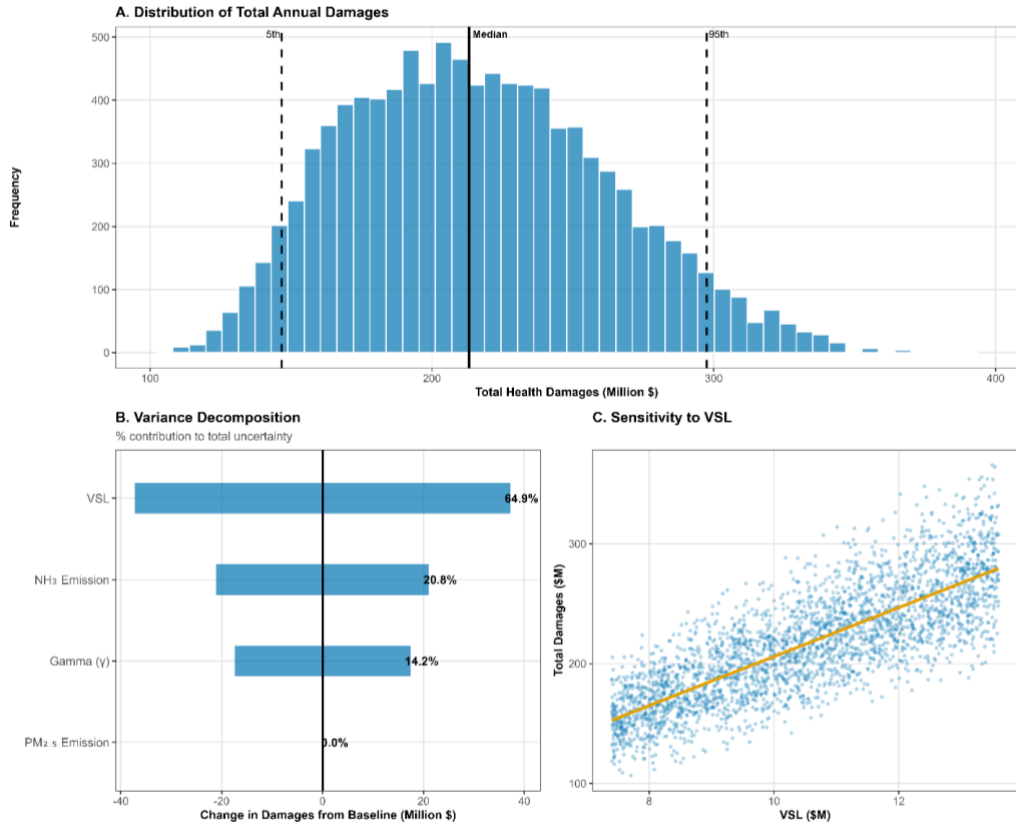 A. Distribution of Total Annual Damages
5th
Median
95th
500
400
300
200
100
0
Frequency
100
200
300
400
Total Health Damages (Million $)
B. Variance Decomposition
% contribution to total uncertainty
VSL
64.9%
NH₃ Emission
20.8%
Gamma (γ)
14.2%
PM₂.₅ Emission
0.0%
-40
-20
0
20
40
Change in Damages from Baseline (Million $)
C. Sensitivity to VSL
Total Damages ($M)
300
200
100
8
10
12
VSL ($M)